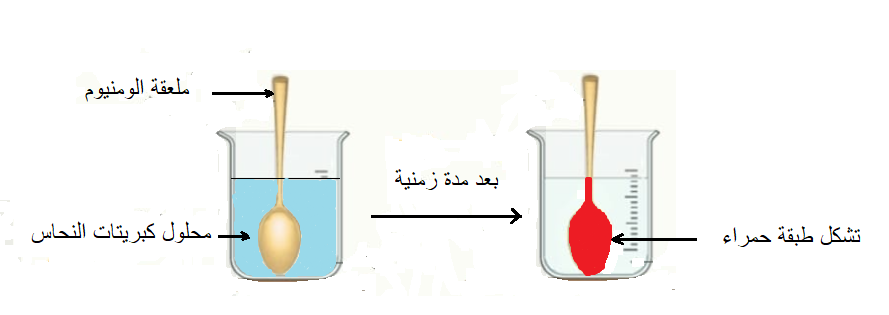 ملعقة الومنيوم
محلول كبريتات النحاس
بعد مدة زمنية
تشكل طبقة حمراء